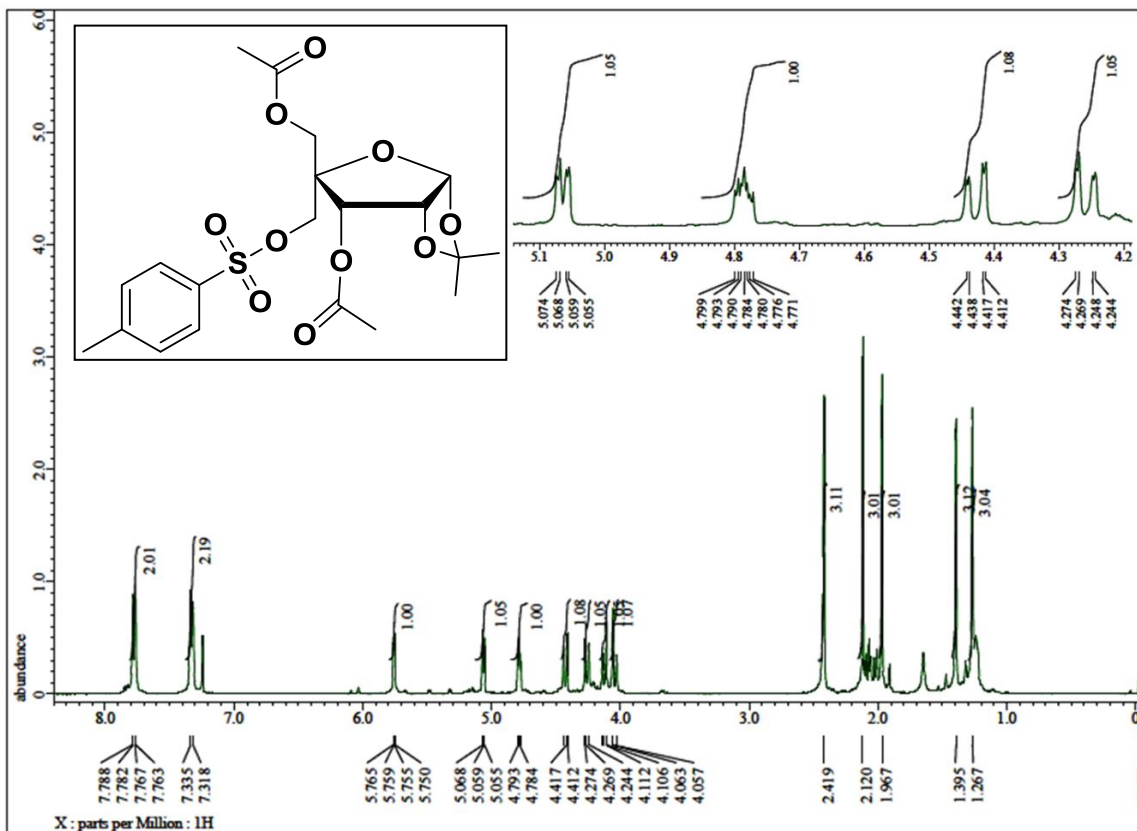 6.0
5.0
4.0
3.0
2.0
1.0
0
abundance
O
O
O
O
O
O
O
O
O
O
S
1.05
1.00
1.08
1.05
5.1 5.0 4.9 4.8 4.7 4.6 4.5 4.4 4.3 4.2
5.074 5.068 5.059 5.055 4.799 4.793 4.790 4.784 4.780 4.776 4.771 4.442 4.438 4.417 4.412 4.274 4.269 4.248 4.244
2.01 2.19 1.00 1.05 1.00 1.08 1.05 1.07 3.11 3.01 3.01 3.12 3.04
8.0 7.0 6.0 5.0 4.0 3.0 2.0 1.0 0
7.788 7.782 7.767 7.763 7.335 7.318 5.765 5.759 5.755 5.750 5.068 5.059 5.055 4.793 4.784 4.417 4.412 4.274 4.269 4.244 4.112 4.106 4.063 4.057 2.419 2.120 1.967 1.395 1.267
X : parts per Million : 1H